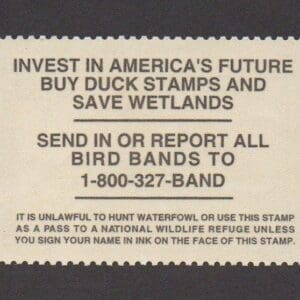 INVEST IN AMERICA'S FUTURE
BUY DUCK STAMPS AND
SAVE WETLANDS
SEND IN OR REPORT ALL
BIRD BANDS TO
1-800-327-BAND
IT IS UNLAWFUL TO HUNT WATERFOWL OR USE THIS STAMP
AS A PASS TO A NATIONAL WILDLIFE REFUGE UNLESS
YOU SIGN YOUR NAME IN INK ON THE FACE OF THIS STAMP.